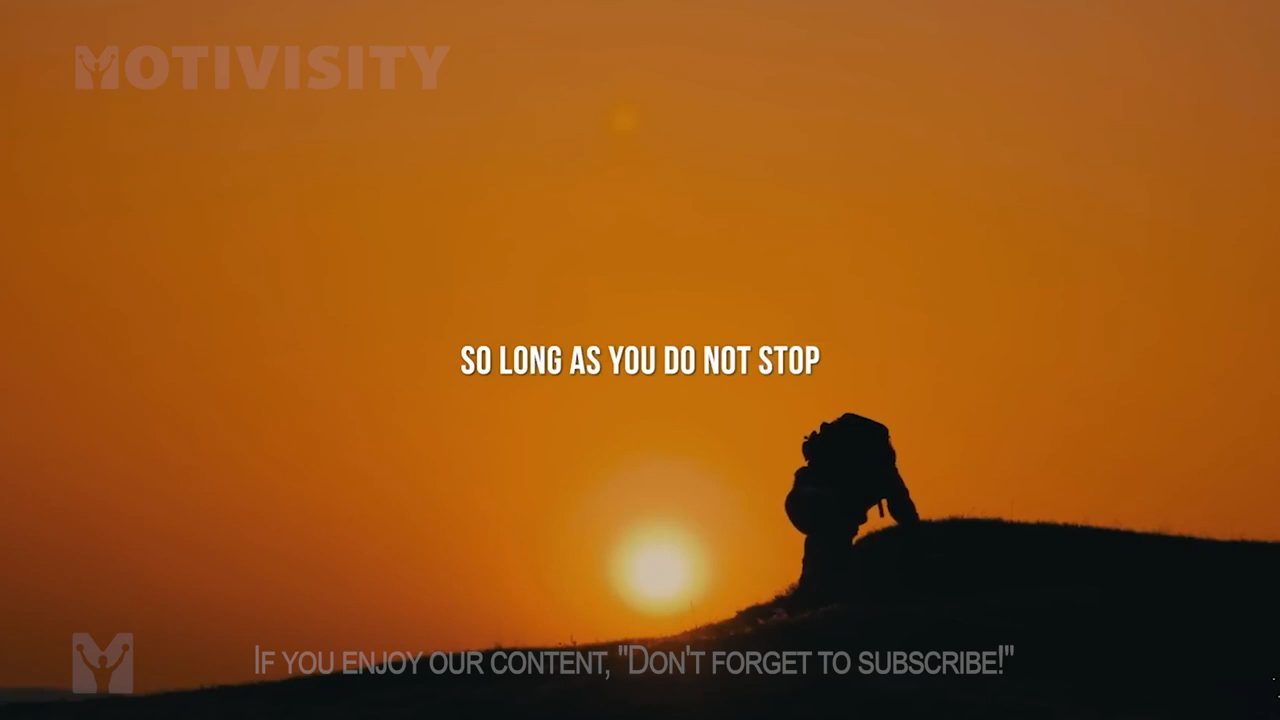 MOTIVISITY
SO LONG AS YOU DO NOT STOP
IF YOU ENJOY OUR CONTENT, "DON'T FORGET TO SUBSCRIBE!"